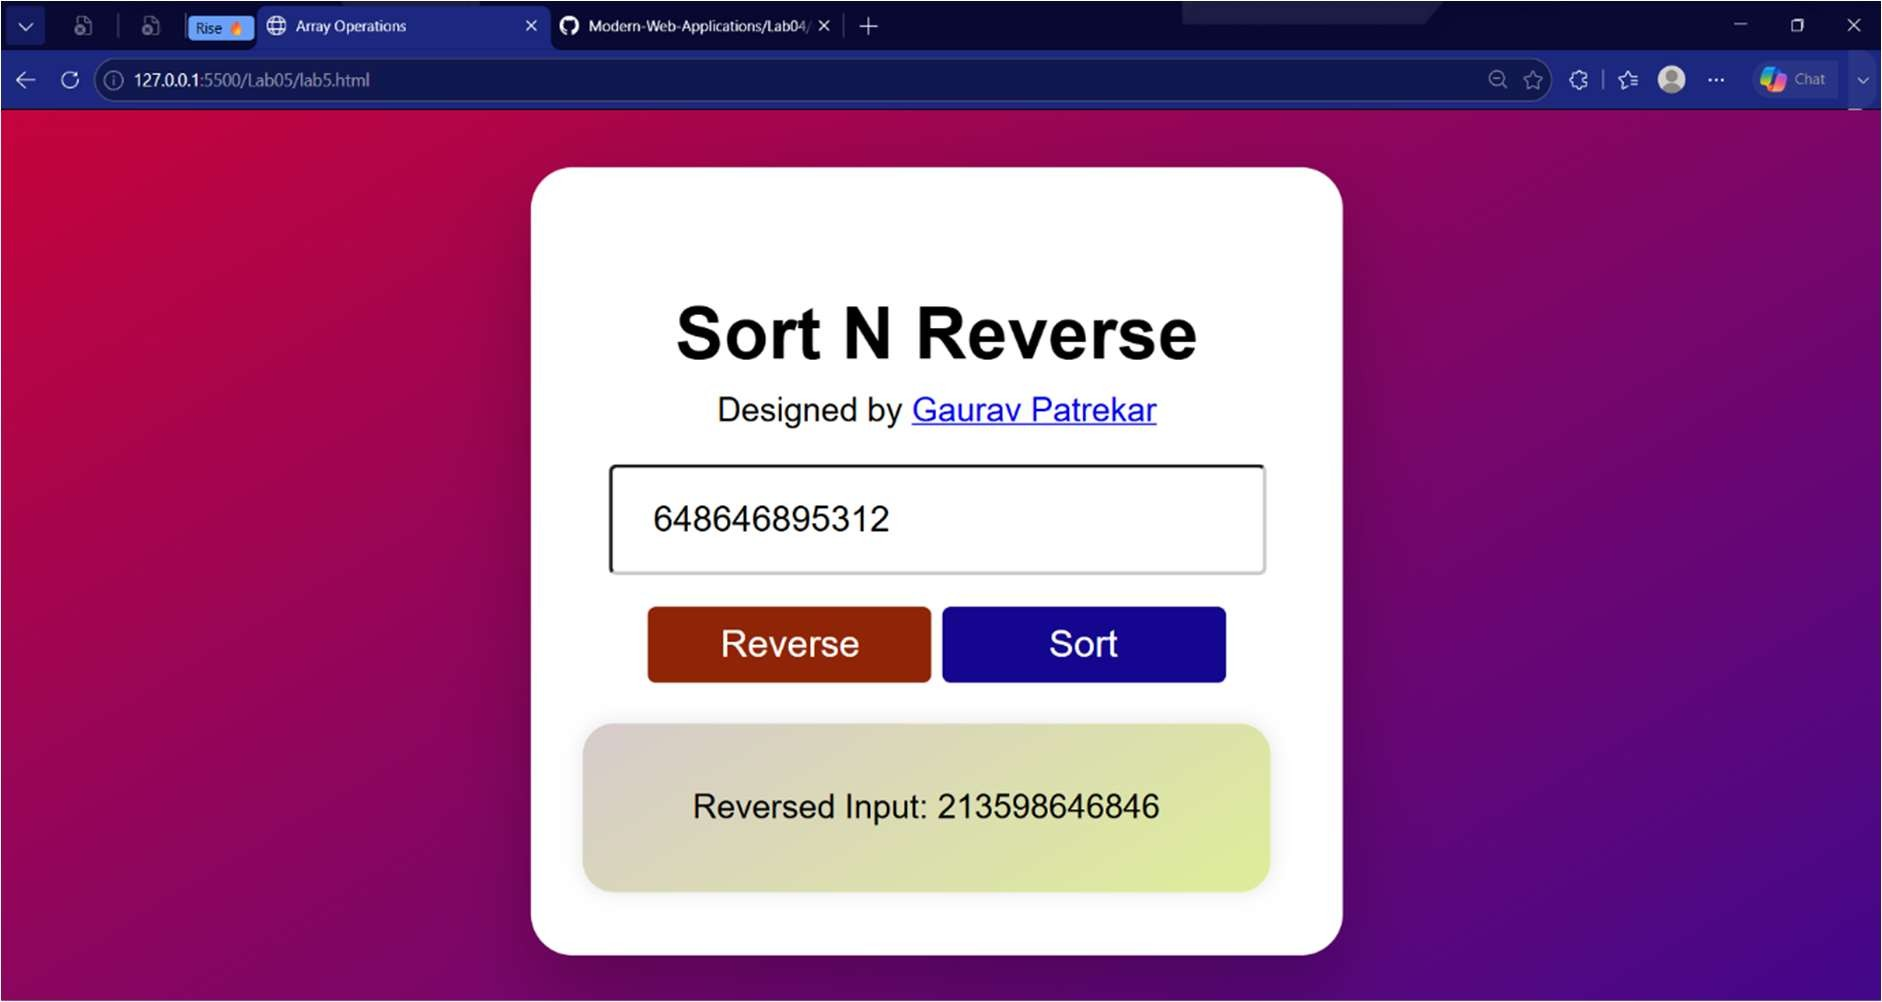 Rise 🔥 Array Operations Modern-Web-Applications/Lab04/
127.0.0.1:5500/Lab05/lab5.html Chat
Sort N Reverse
Designed by Gaurav Patrekar
648646895312
Reverse Sort
Reversed Input: 213598646846